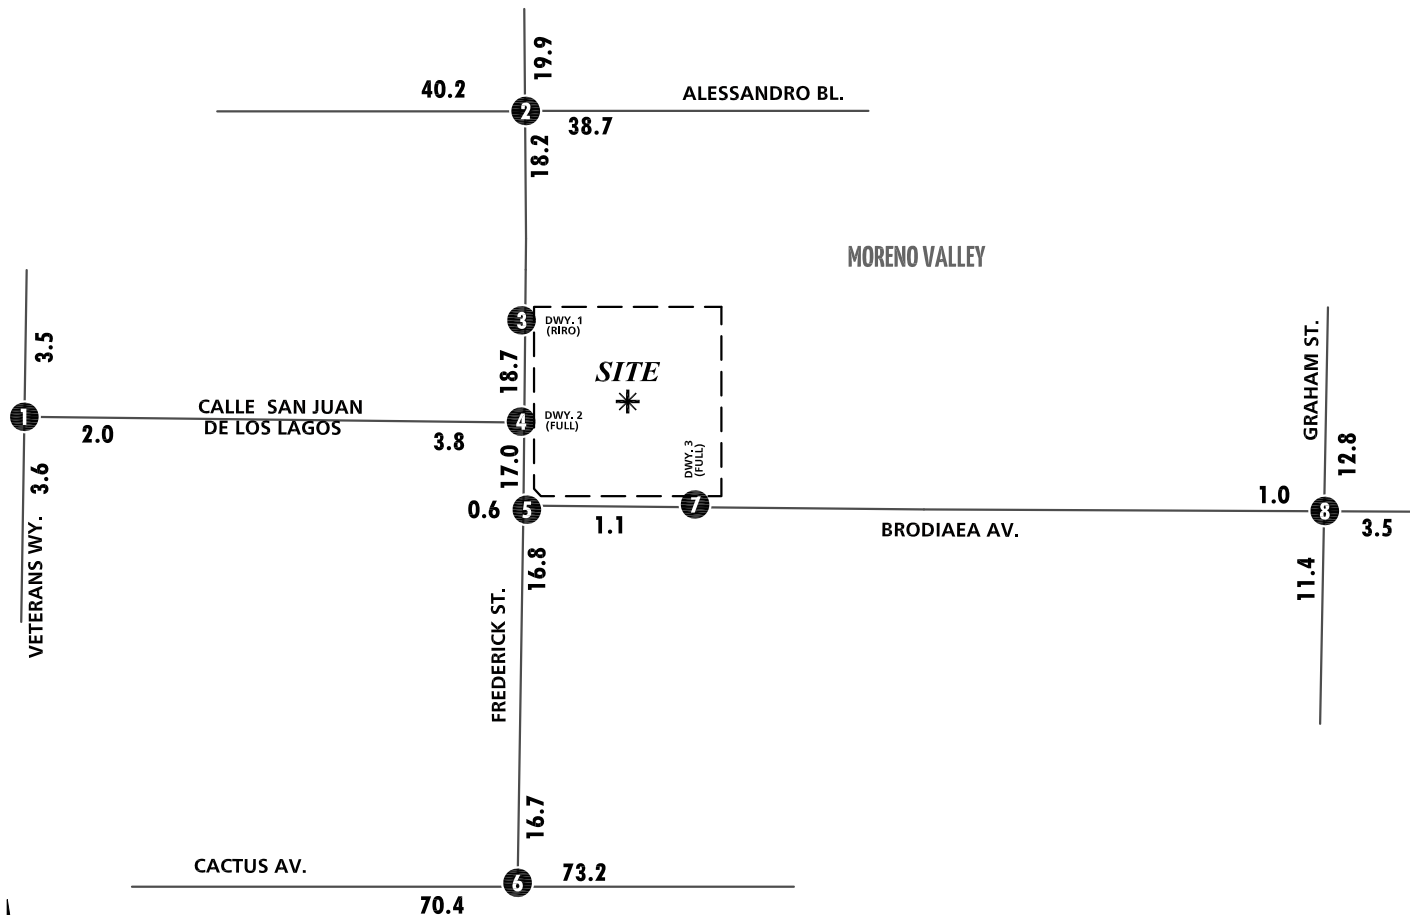 19.9
40.2
ALESSANDRO BL.
2
38.7
18.2
MORENO VALLEY
3
DWY. 1
(RIRO)
3.5
18.7
SITE
GRAHAM ST.
1
CALLE SAN JUAN
DE LOS LAGOS
2.0
3.8
4
DWY. 2
(FULL)
3.6
17.0
DWY. 3
(FULL)
12.8
0.6
5
1.1
7
BRODIAEA AV.
1.0
8
3.5
VETERANS WY.
16.8
11.4
FREDERICK ST.
16.7
CACTUS AV.
6
73.2
70.4